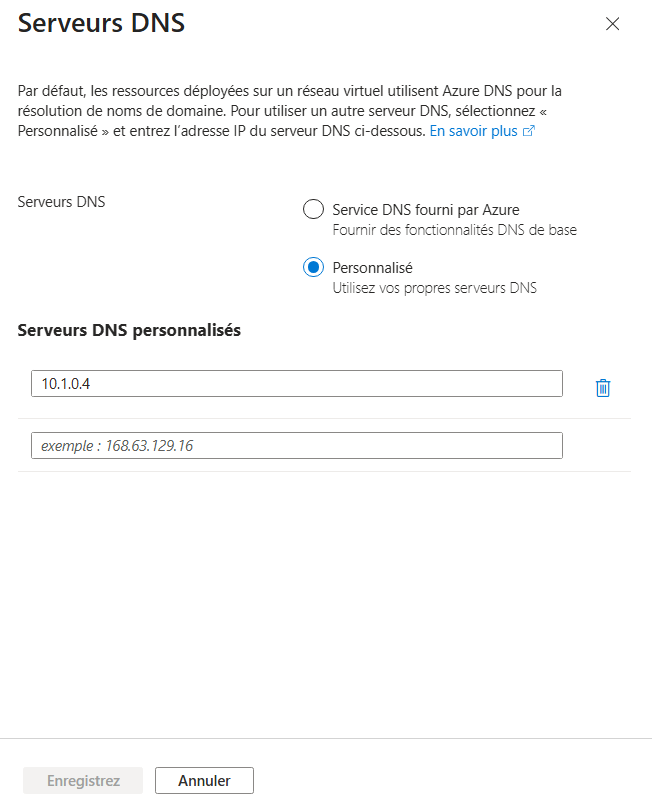 Serveurs DNS
Par défaut, les ressources déployées sur un réseau virtuel utilisent Azure DNS pour la
résolution de noms de domaine. Pour utiliser un autre serveur DNS, sélectionnez «
Personnalisé » et entrez l’adresse IP du serveur DNS ci-dessous. En savoir plus
Serveurs DNS
Service DNS fourni par Azure
Fournir des fonctionnalités DNS de base
Personnalisé
Utilisez vos propres serveurs DNS
Serveurs DNS personnalisés
10.1.0.4
exemple : 168.63.129.16
Enregistrez
Annuler